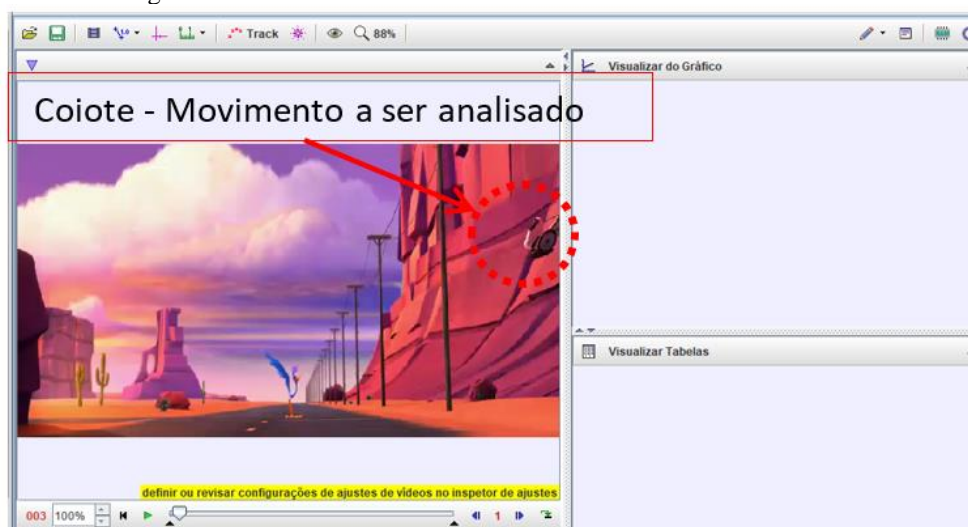 Track
88%
Visualizar do Gráfico
Coiote - Movimento a ser analisado
Visualizar Tabelas
definir ou revisar configurações de ajustes de vídeos no inspetor de ajustes
003 100% 1